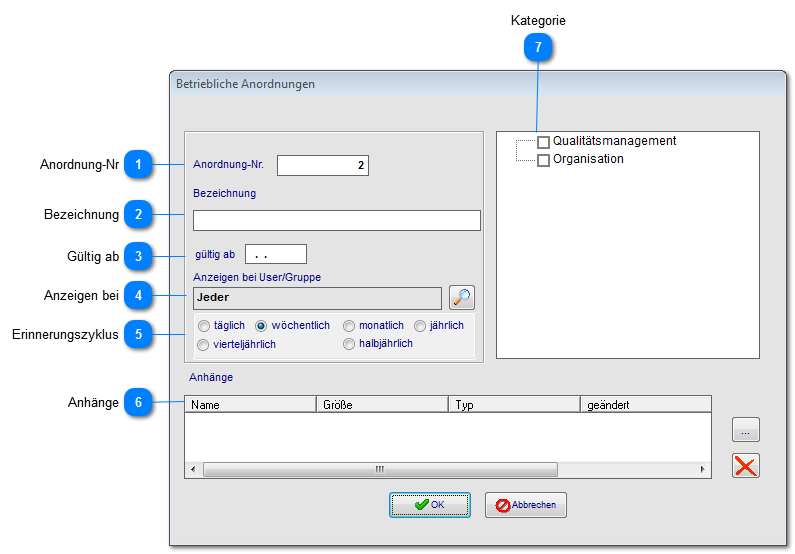 Kategorie
7
Betriebliche Anordnungen
Qualitätsmanagement
Organisation
Anordnung-Nr 1 Anordnung-Nr. 2
Bezeichnung
Bezeichnung 2
Gültig ab 3 gültig ab . .
Anzeigen bei User/Gruppe
Anzeigen bei 4 Jeder
Erinnerungszyklus 5 täglich wöchentlich monatlich jährlich
vierteljährlich halbjährlich
Anhänge
Anhänge 6 Name Größe Typ geändert
...
OK Abbrechen